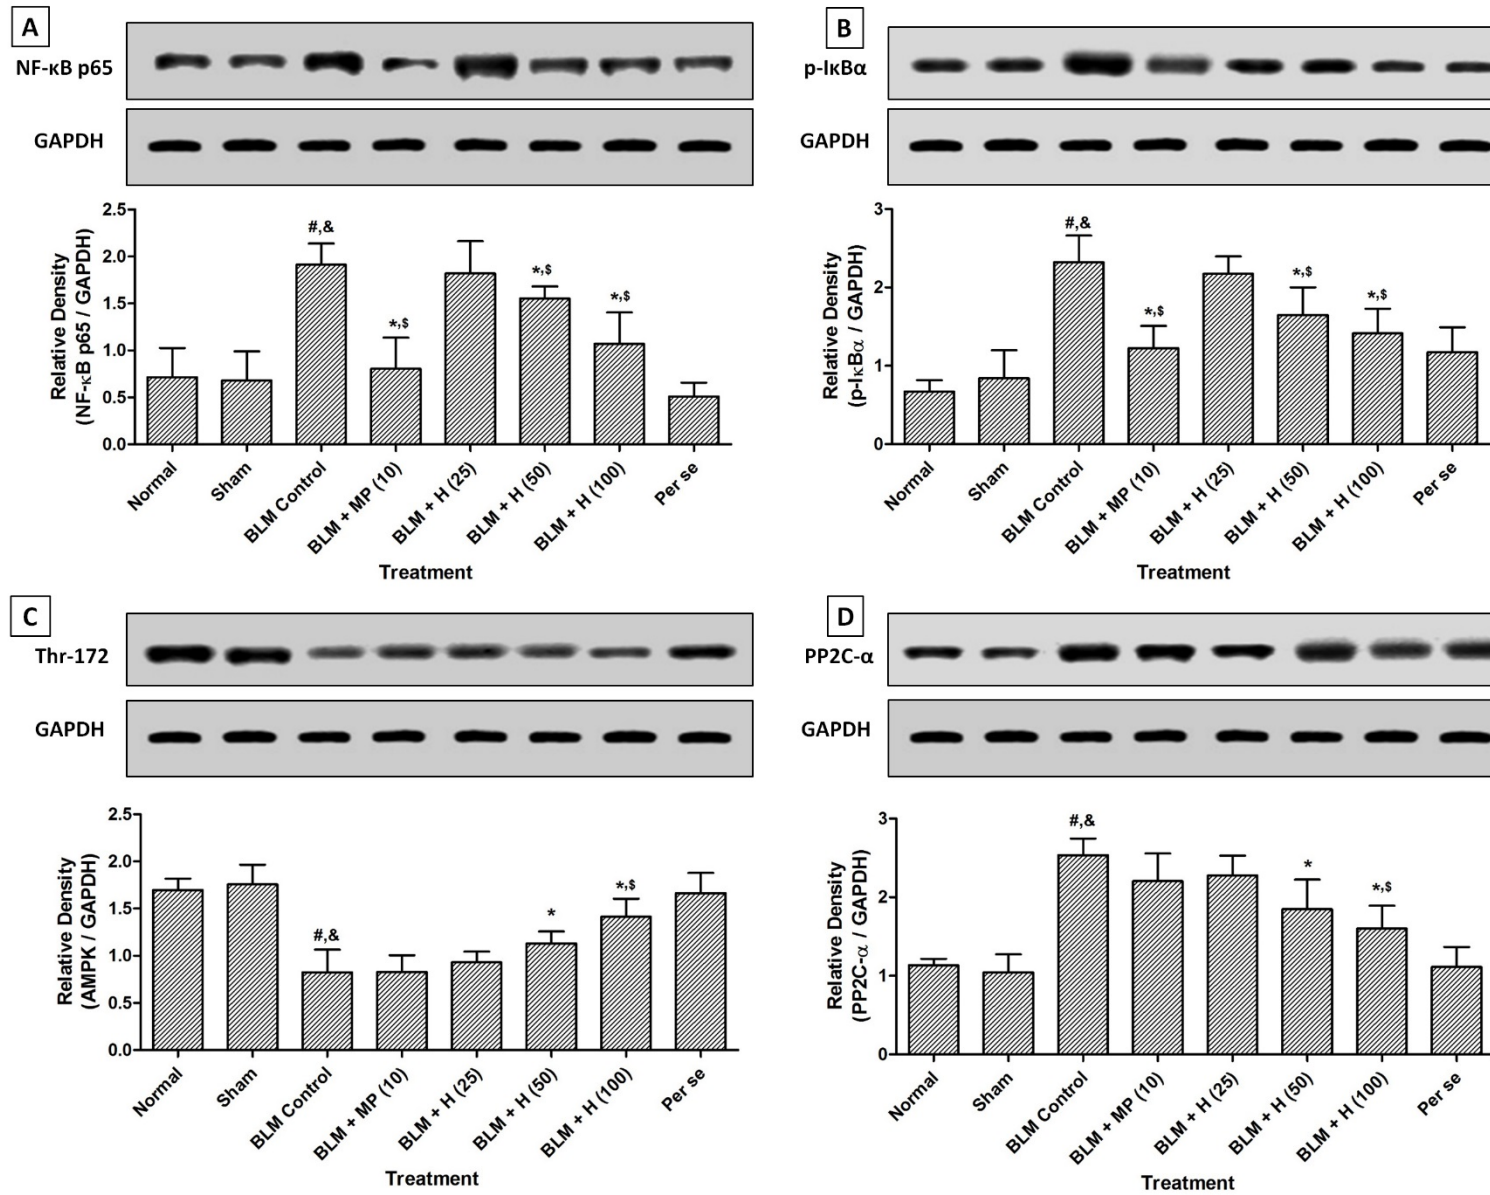 A
NF-κB p65
GAPDH
2.5
2.0
1.5
1.0
0.5
0.0
Relative Density
(NF-κB p65 / GAPDH)
#,&
*,$
*,$
*,$
Normal
Sham
BLM Control
BLM + MP (10)
BLM + H (25)
BLM + H (50)
BLM + H (100)
Per se
Treatment
B
p-IκBα
GAPDH
3
2
1
0
Relative Density
(p-IκBα / GAPDH)
#,&
*,$
*,$
*,$
Normal
Sham
BLM Control
BLM + MP (10)
BLM + H (25)
BLM + H (50)
BLM + H (100)
Per se
Treatment
C
Thr-172
GAPDH
2.5
2.0
1.5
1.0
0.5
0.0
Relative Density
(AMPK / GAPDH)
#,&
*
*,$
Normal
Sham
BLM Control
BLM + MP (10)
BLM + H (25)
BLM + H (50)
BLM + H (100)
Per se
Treatment
D
PP2C-α
GAPDH
3
2
1
0
Relative Density
(PP2C-α / GAPDH)
#,&
*
*,$
Normal
Sham
BLM Control
BLM + MP (10)
BLM + H (25)
BLM + H (50)
BLM + H (100)
Per se
Treatment